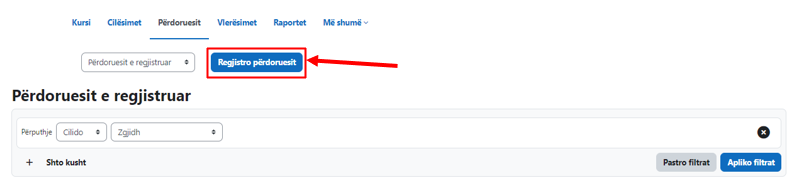 Kursi Cilësimet Përdoruesit Vlerësimet Raportet Më shumë
Përdoruesit e regjistruar Regjistro përdoruesit
Përdoruesit e regjistruar
Përputhje Cilido Zgjidh
+ Shto kusht Pastro filtrat Apliko filtrat